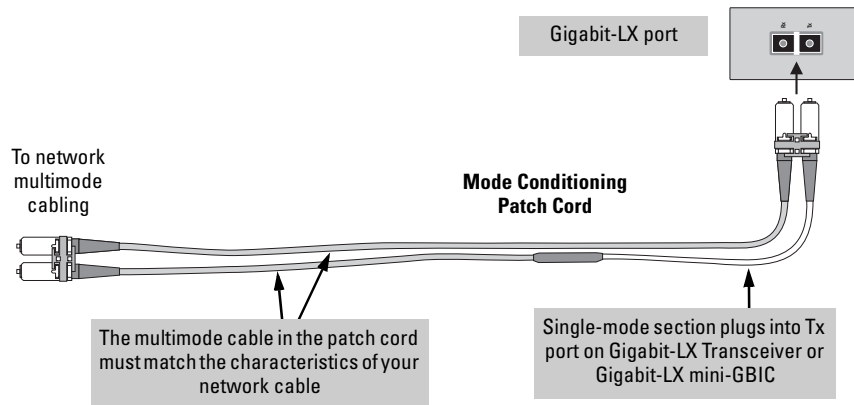 Gigabit-LX port
To network
multimode
cabling
Mode Conditioning
Patch Cord
The multimode cable in the patch cord
must match the characteristics of your
network cable
Single-mode section plugs into Tx
port on Gigabit-LX Transceiver or
Gigabit-LX mini-GBIC